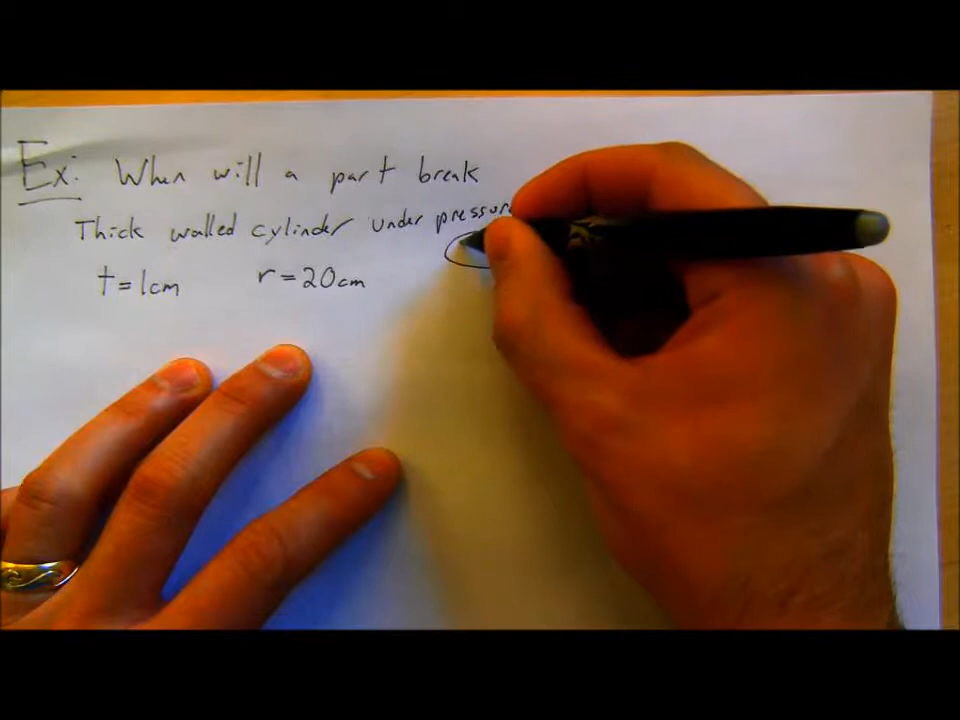 Ex: When will a part break
Thick walled cylinder under pressure
t = 1cm r = 20cm